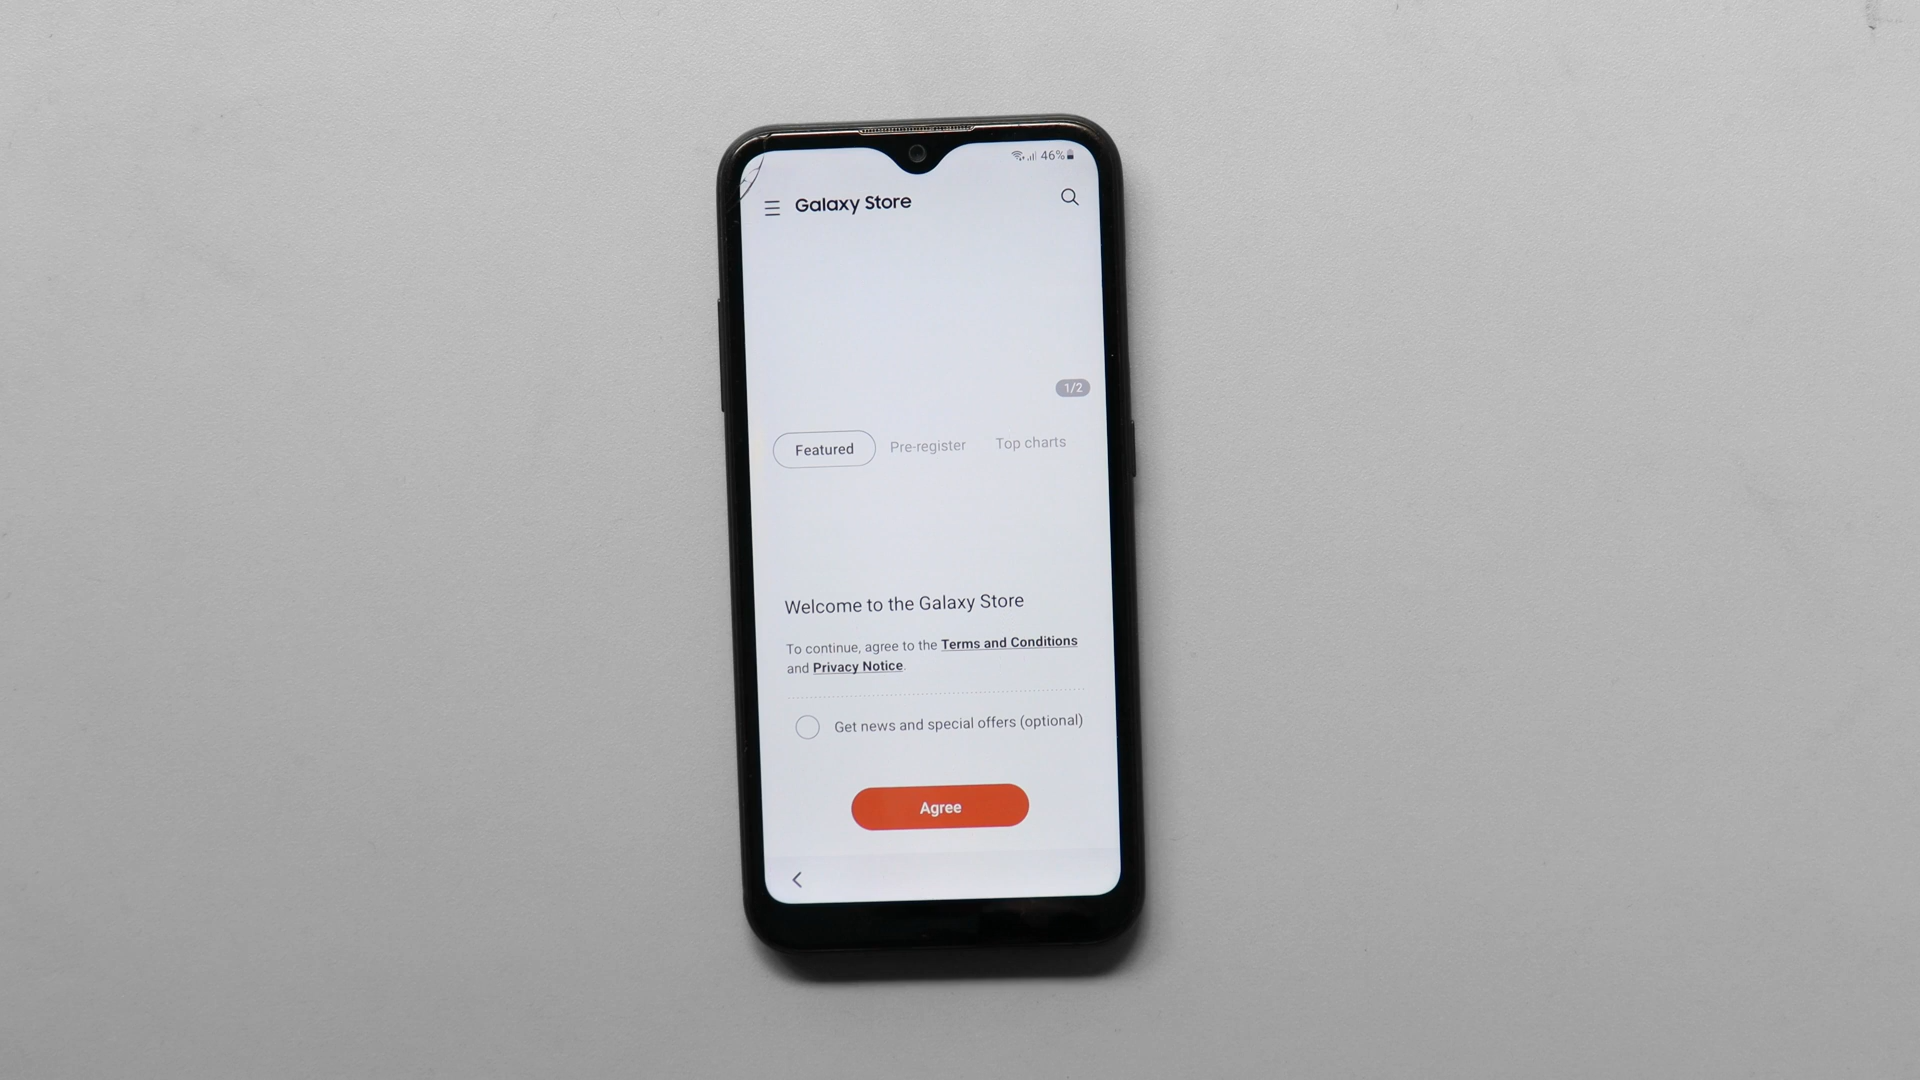 46%
Galaxy Store
1/2
Featured Pre-register Top charts
Welcome to the Galaxy Store
To continue, agree to the Terms and Conditions
and Privacy Notice.
Get news and special offers (optional)
Agree